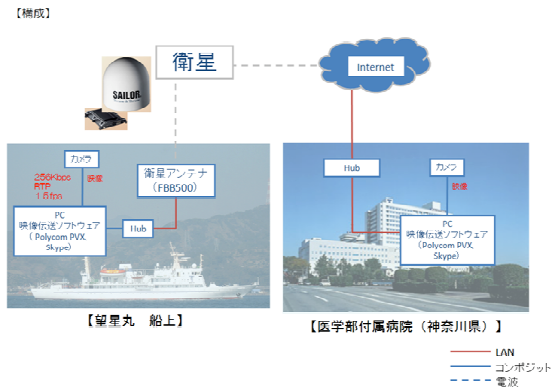 【構成】
衛星
Internet
SAILOR
カメラ
映像
256Kbps
RTP
15fps
衛星アンテナ
(FBB500)
Hub
PC
映像伝送ソフトウェア
( Polycom PVX,
Skype)
Hub
カメラ
映像
PC
映像伝送ソフトウェア
(Polycom PVX,
Skype)
【望星丸　船上】
【医学部付属病院（神奈川県）】
LAN
コンポジット
電波